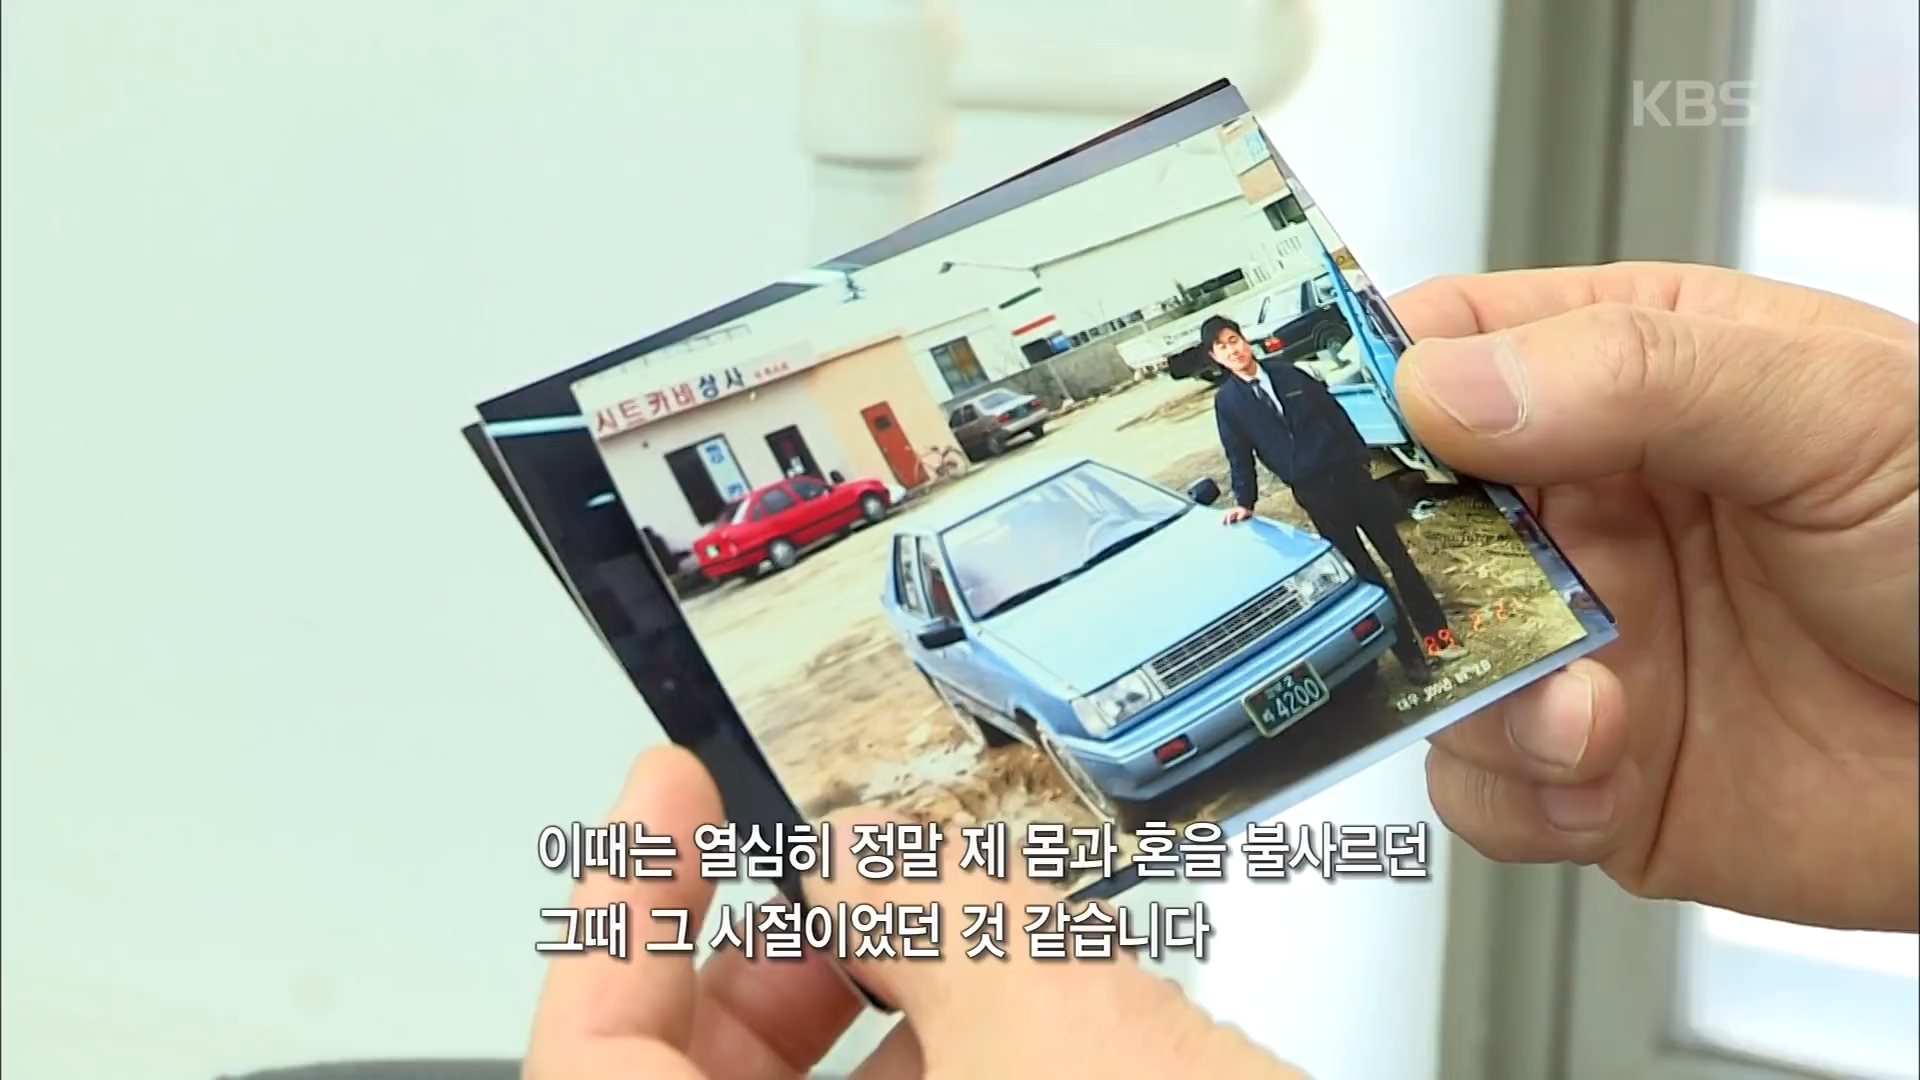 KBS
시트카바상사
4200
89 2 2
이때는 열심히 정말 제 몸과 혼을 불사르던
그때 그 시절이었던 것 같습니다